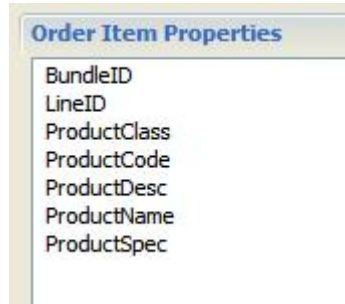 Order Item Properties
BundleID
LineID
ProductClass
ProductCode
ProductDesc
ProductName
ProductSpec